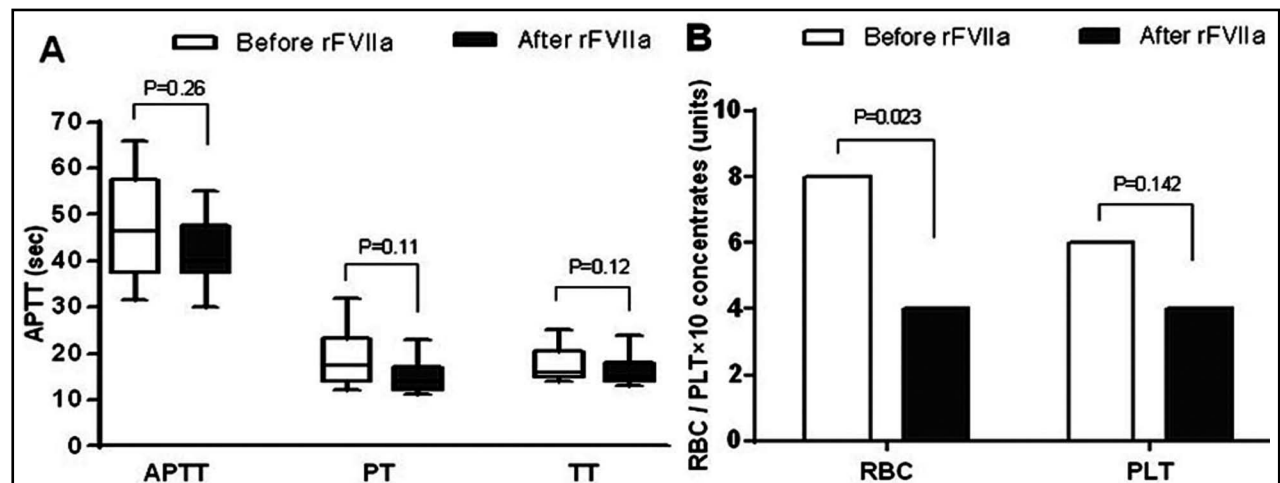 A
Before rFVIIa
After rFVIIa
P=0.26
P=0.11
P=0.12
APTT (sec)
70
60
50
40
30
20
10
0
APTT
PT
TT
B
Before rFVIIa
After rFVIIa
P=0.023
P=0.142
RBC / PLT×10 concentrates (units)
10
8
6
4
2
0
RBC
PLT